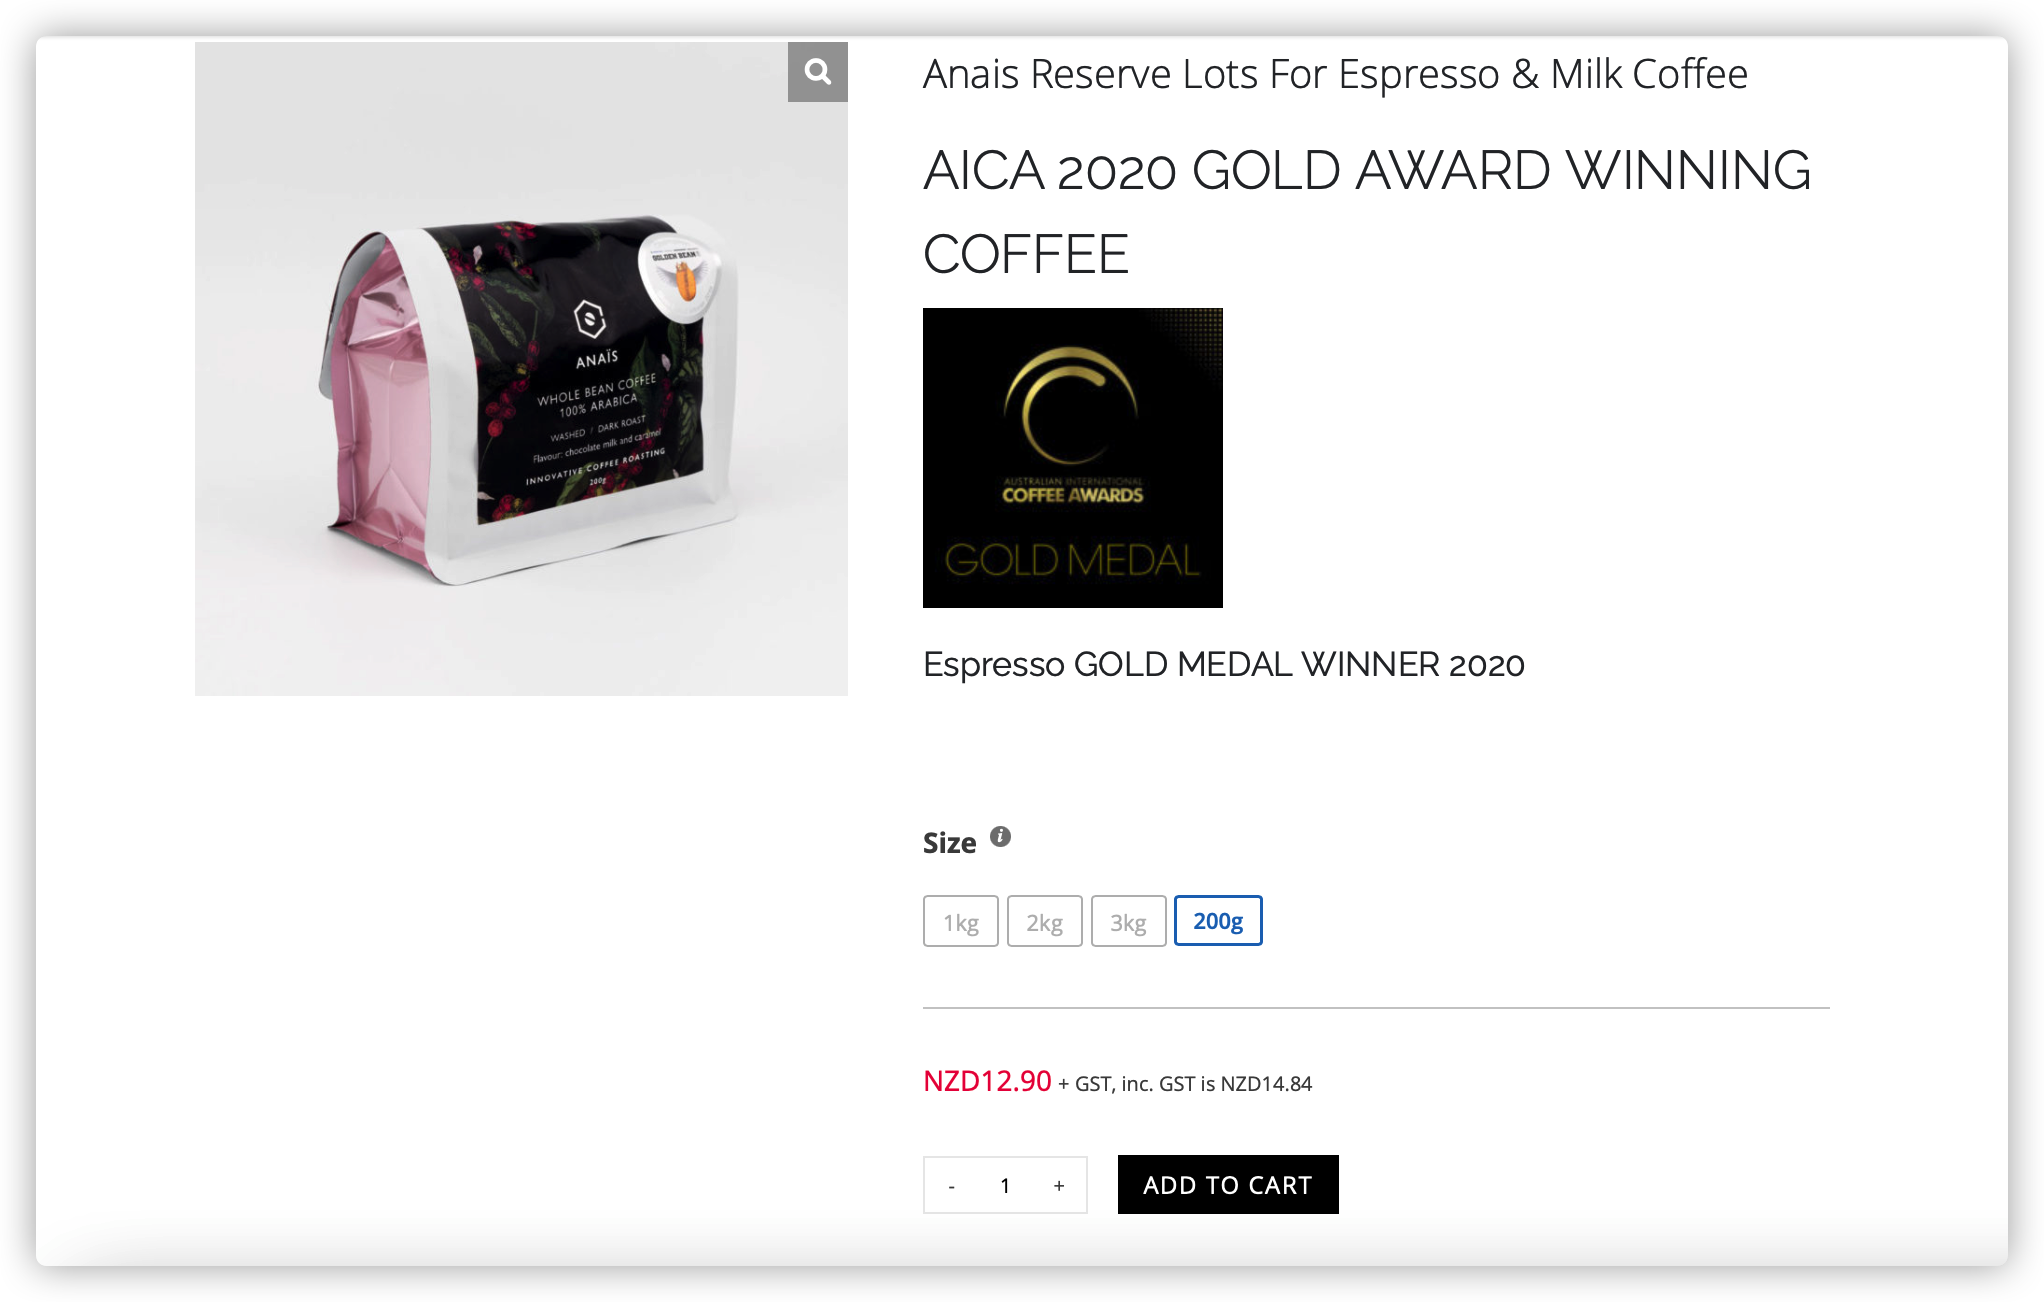 Anais Reserve Lots For Espresso & Milk Coffee
AICA 2020 GOLD AWARD WINNING
COFFEE
GOLDEN BEAN
ANAÏS
WHOLE BEAN COFFEE
100% ARABICA
WASHED / DARK ROAST
Flavour: chocolate milk and caramel
INNOVATIVE COFFEE ROASTING
200g
AUSTRALIAN INTERNATIONAL
COFFEE AWARDS
GOLD MEDAL
Espresso GOLD MEDAL WINNER 2020
Size i
1kg 2kg 3kg 200g
NZD12.90 + GST, inc. GST is NZD14.84
- 1 + ADD TO CART